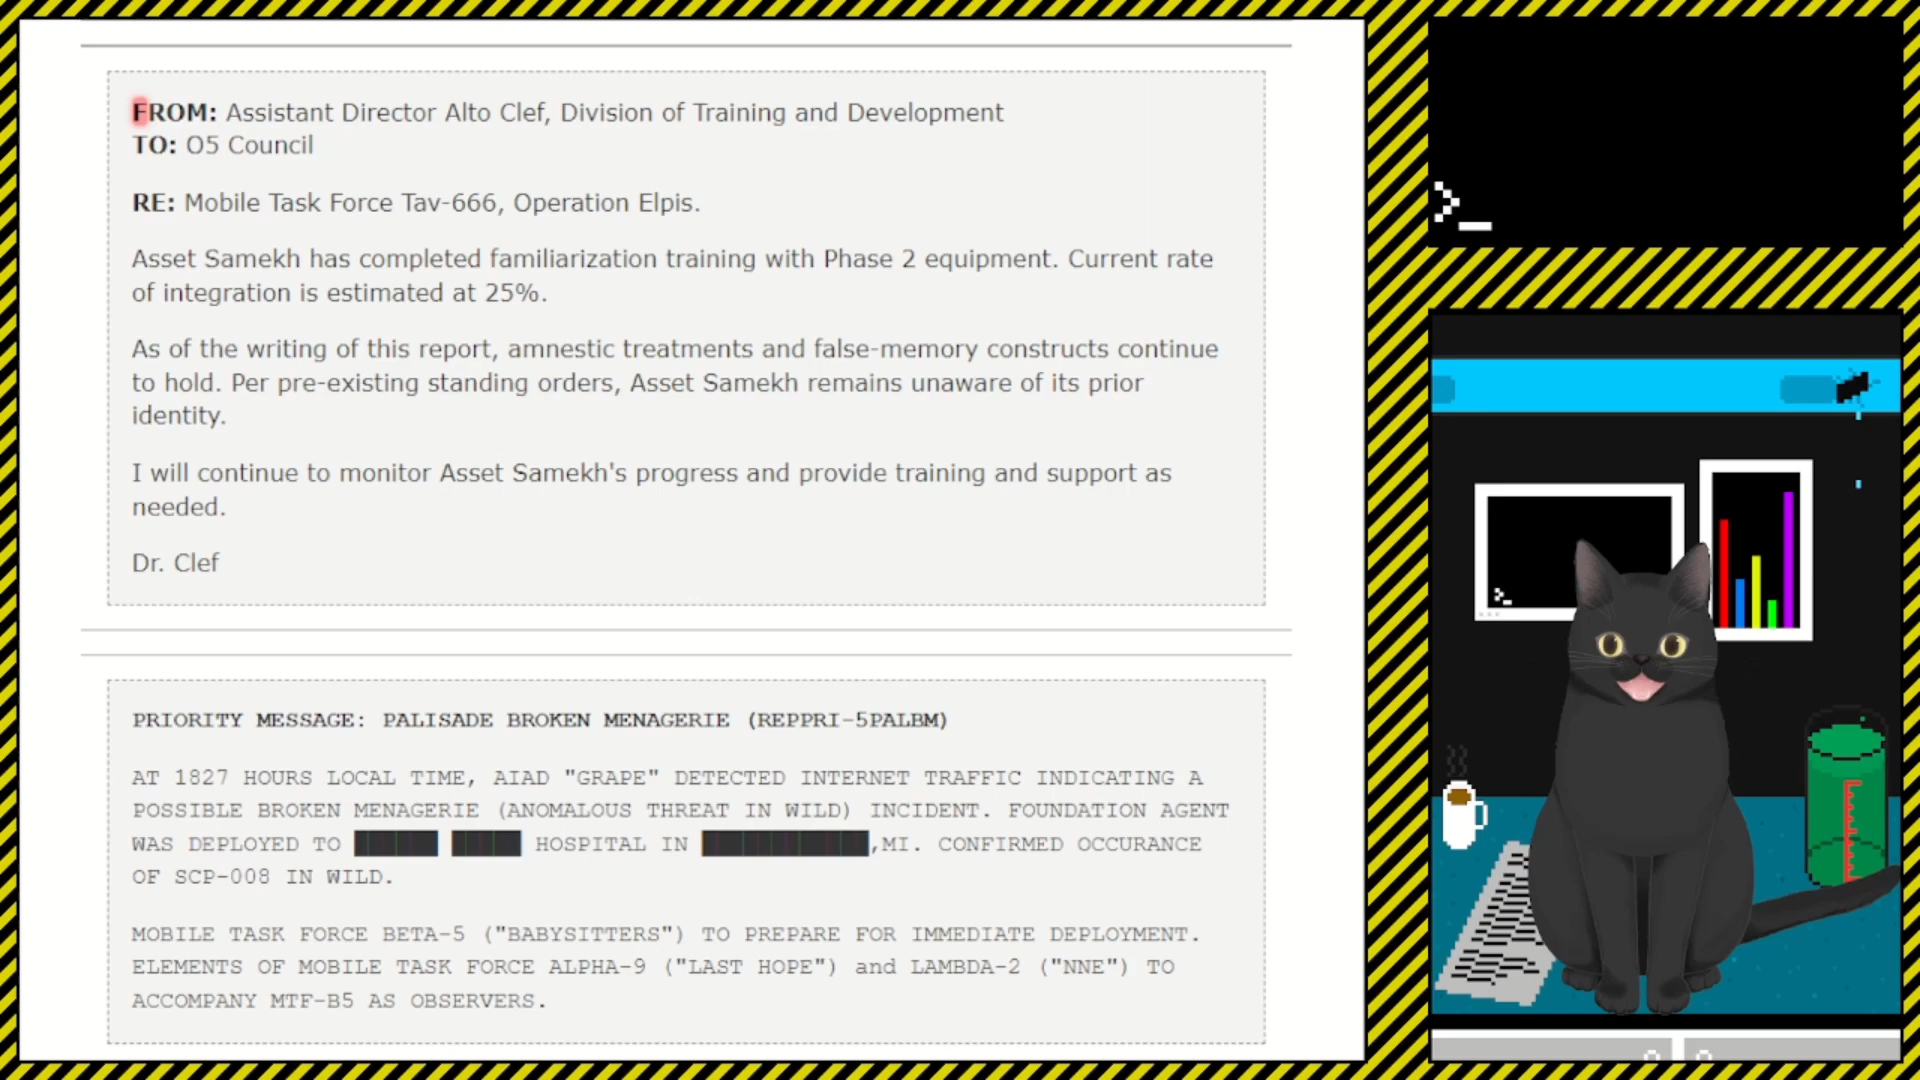 FROM: Assistant Director Alto Clef, Division of Training and Development
TO: O5 Council
RE: Mobile Task Force Tav-666, Operation Elpis.
Asset Samekh has completed familiarization training with Phase 2 equipment. Current rate
of integration is estimated at 25%.
As of the writing of this report, amnestic treatments and false-memory constructs continue
to hold. Per pre-existing standing orders, Asset Samekh remains unaware of its prior
identity.
I will continue to monitor Asset Samekh's progress and provide training and support as
needed.
Dr. Clef
PRIORITY MESSAGE: PALISADE BROKEN MENAGERIE (REPPRI-5PALBM)
AT 1827 HOURS LOCAL TIME, AIAD "GRAPE" DETECTED INTERNET TRAFFIC INDICATING A
POSSIBLE BROKEN MENAGERIE (ANOMALOUS THREAT IN WILD) INCIDENT. FOUNDATION AGENT
WAS DEPLOYED TO ██████ █████ HOSPITAL IN ████████████,MI. CONFIRMED OCCURANCE
OF SCP-008 IN WILD.
MOBILE TASK FORCE BETA-5 ("BABYSITTERS") TO PREPARE FOR IMMEDIATE DEPLOYMENT.
ELEMENTS OF MOBILE TASK FORCE ALPHA-9 ("LAST HOPE") and LAMBDA-2 ("NNE") TO
ACCOMPANY MTF-B5 AS OBSERVERS.
>_
>_